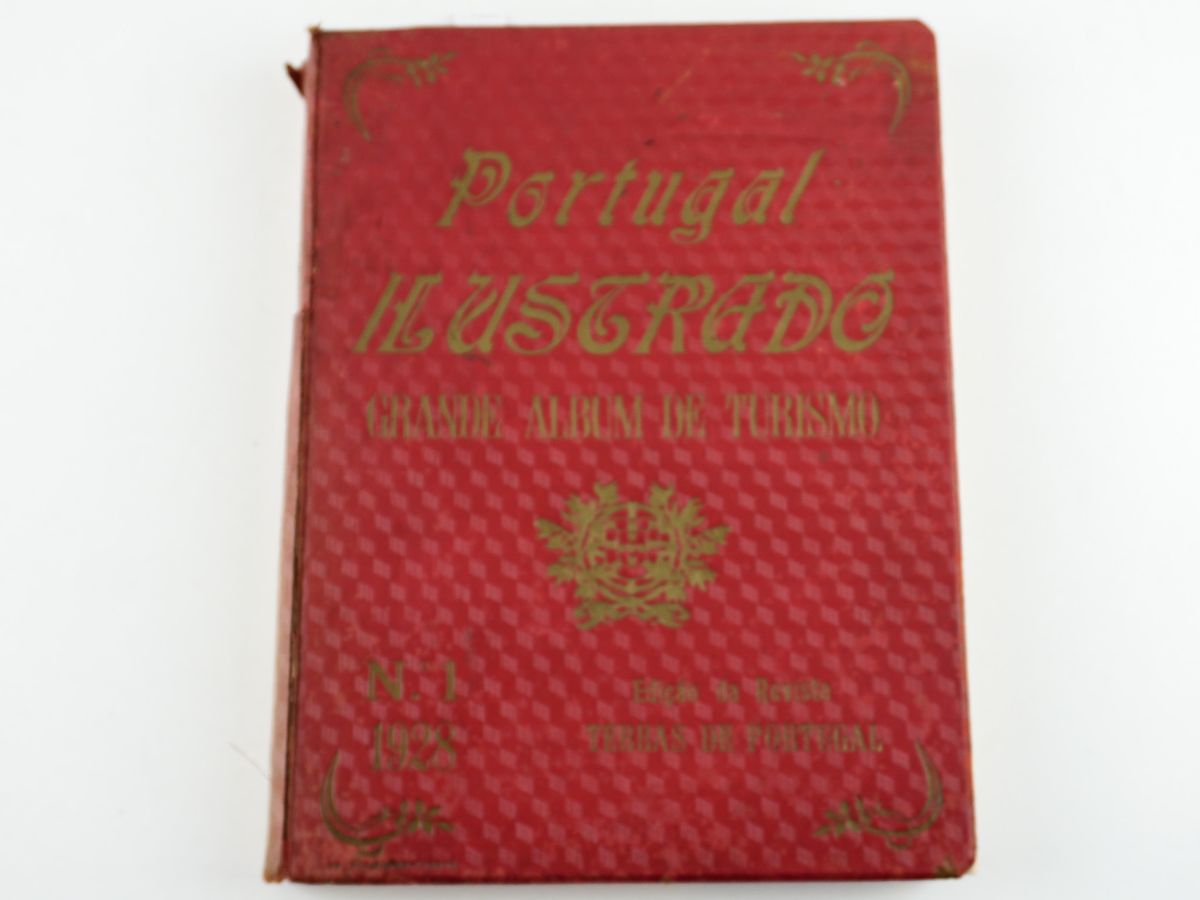 Portugal
ILUSTRADO
GRANDE ALBUM DE TURISMO
N.º 1
1928
Edição da Revista
TERRAS DE PORTUGAL